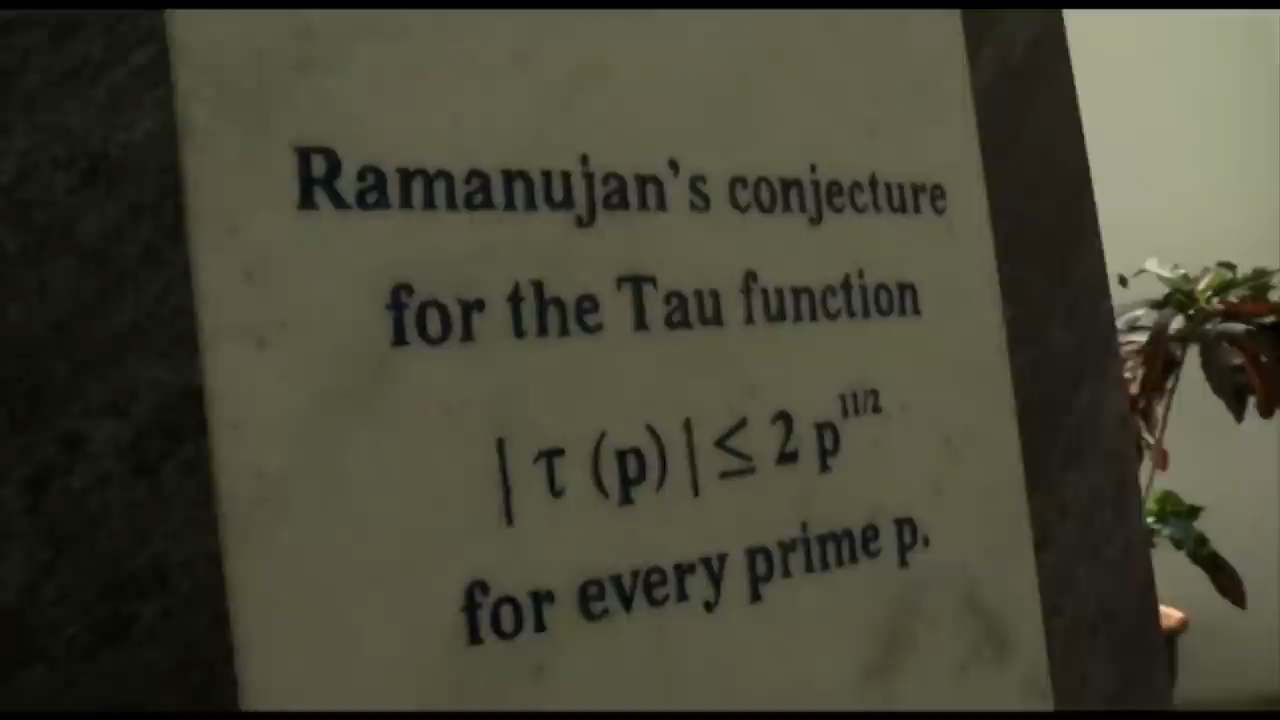 Ramanujan's conjecture
for the Tau function
| τ (p) | ≤ 2 p^11/2
for every prime p.